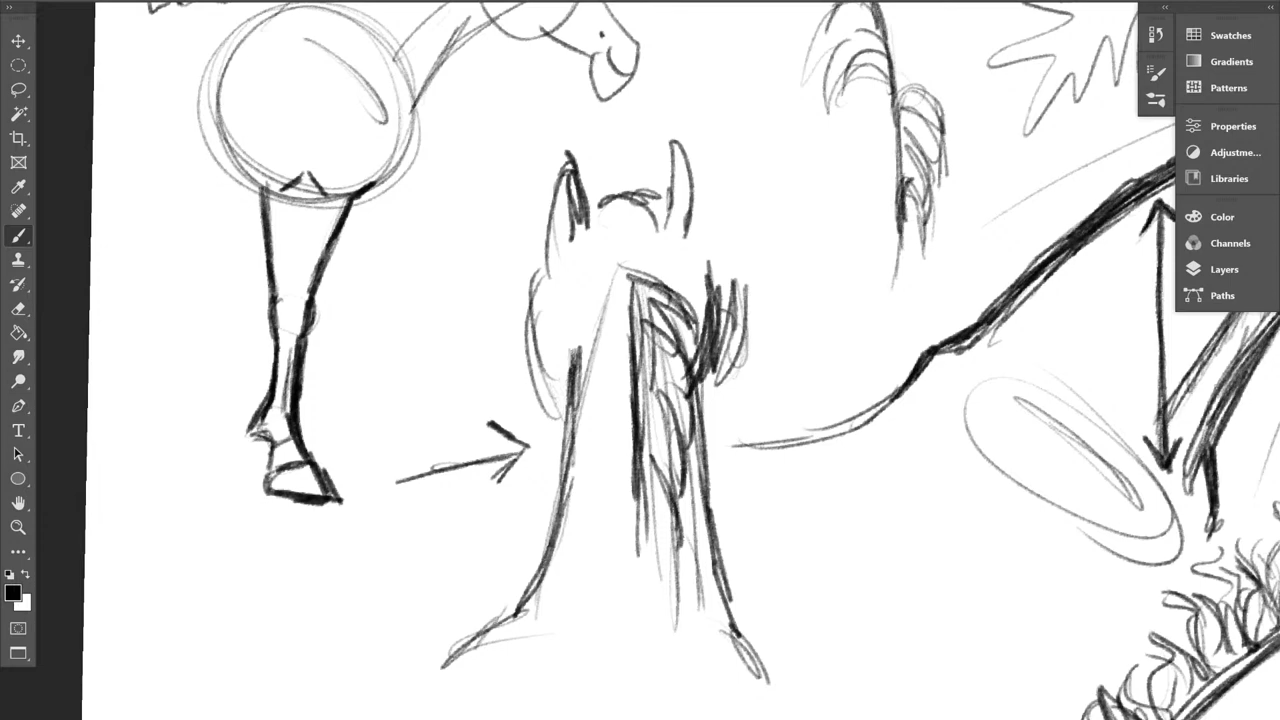 Swatches
Gradients
Patterns
Properties
Adjustme...
Libraries
Color
Channels
Layers
Paths